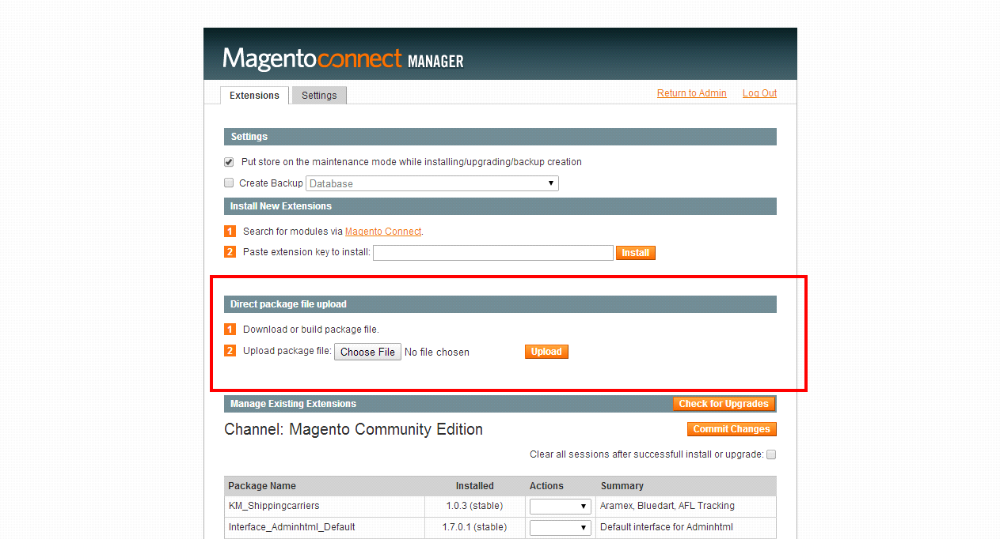 Magentoconnect MANAGER
Extensions Settings Return to Admin Log Out
Settings
Put store on the maintenance mode while installing/upgrading/backup creation
Create Backup Database
Install New Extensions
1 Search for modules via Magento Connect.
2 Paste extension key to install: Install
Direct package file upload
1 Download or build package file.
2 Upload package file: Choose File No file chosen Upload
Manage Existing Extensions Check for Upgrades
Channel: Magento Community Edition Commit Changes
Clear all sessions after successfull install or upgrade:
Package Name Installed Actions Summary
KM_Shippingcarriers 1.0.3 (stable) Aramex, Bluedart, AFL Tracking
Interface_Adminhtml_Default 1.7.0.1 (stable) Default interface for Adminhtml